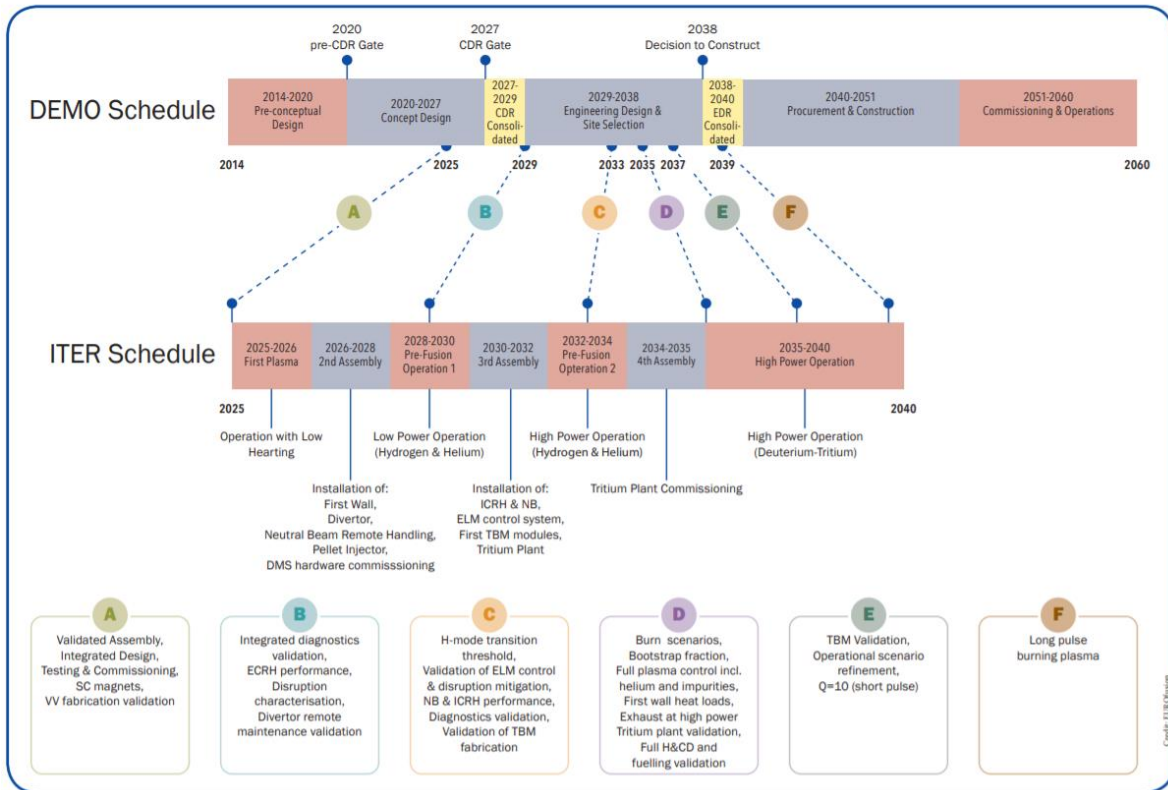 2020
pre-CDR Gate
2027
CDR Gate
2038
Decision to Construct
DEMO Schedule
2014-2020
Pre-conceptual
Design
2020-2027
Concept Design
2027-
2029
CDR
Consoli-
dated
2029-2038
Engineering Design &
Site Selection
2038-
2040
EDR
Consoli-
dated
2040-2051
Procurement & Construction
2051-2060
Commissioning & Operations
2014
2025
2029
2033
2035
2037
2039
2060
A
B
C
D
E
F
ITER Schedule
2025-2026
First Plasma
2026-2028
2nd Assembly
2028-2030
Pre-Fusion
Operation 1
2030-2032
3rd Assembly
2032-2034
Pre-Fusion
Opteration 2
2034-2035
4th Assembly
2035-2040
High Power Operation
2025
2040
Operation with Low
Hearting
Low Power Operation
(Hydrogen & Helium)
High Power Operation
(Hydrogen & Helium)
High Power Operation
(Deuterium-Tritium)
Installation of:
First Wall,
Divertor,
Neutral Beam Remote Handling,
Pellet Injector,
DMS hardware commisssioning
Installation of:
ICRH & NB,
ELM control system,
First TBM modules,
Tritium Plant
Tritium Plant Commissioning
A
Validated Assembly,
Integrated Design,
Testing & Commissioning,
SC magnets,
VV fabrication validation
B
Integrated diagnostics
validation,
ECRH performance,
Disruption
characterisation,
Divertor remote
maintenance validation
C
H-mode transition
threshold,
Validation of ELM control
& disruption mitigation,
NB & ICRH performance,
Diagnostics validation,
Validation of TBM
fabrication
D
Burn scenarios,
Bootstrap fraction,
Full plasma control incl.
helium and impurities,
First wall heat loads,
Exhaust at high power
Tritium plant validation,
Full H&CD and
fuelling validation
E
TBM Validation,
Operational scenario
refinement,
Q=10 (short pulse)
F
Long pulse
burning plasma
Credit: EUROfusion